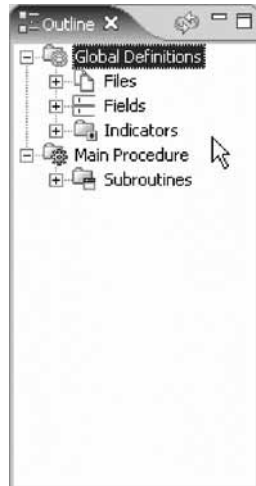 Outline
Global Definitions
Files
Fields
Indicators
Main Procedure
Subroutines